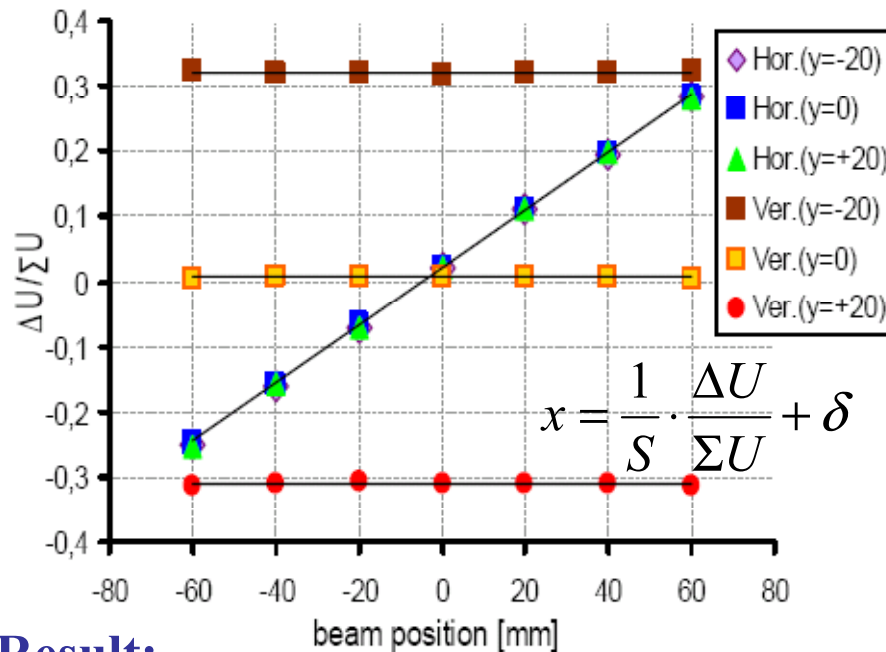 0,4
0,3
0,2
0,1
0
-0,1
-0,2
-0,3
-0,4
ΔU/ΣU
-80 -60 -40 -20 0 20 40 60 80
beam position [mm]
Hor.(y=-20)
Hor.(y=0)
Hor.(y=+20)
Ver.(y=-20)
Ver.(y=0)
Ver.(y=+20)
x = 1/S · ΔU/ΣU + δ
Result: